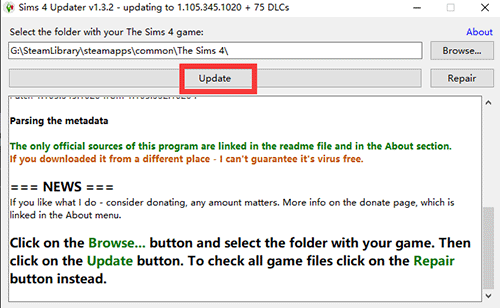 Sims 4 Updater v1.3.2 - updating to 1.105.345.1020 + 75 DLCs
Select the folder with your The Sims 4 game:
About
G:\SteamLibrary\steamapps\common\The Sims 4\
Browse...
Update
Repair
Parsing the metadata
The only official sources of this program are linked in the readme file and in the About section.
If you downloaded it from a different place - I can't guarantee it's virus free.
=== NEWS ===
If you like what I do - consider donating, any amount matters. More info on the donate page, which is
linked in the About menu.
Click on the Browse... button and select the folder with your game. Then
click on the Update button. To check all game files click on the Repair
button instead.